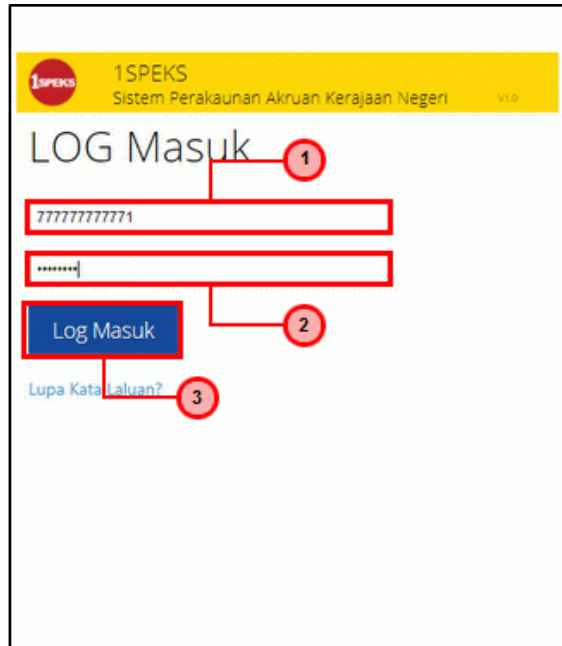 1SPEKS
1SPEKS
Sistem Perakaunan Akruan Kerajaan Negeri V1.0
LOG Masuk
1
777777777771
••••••••
2
Log Masuk
Lupa Kata Laluan?
3